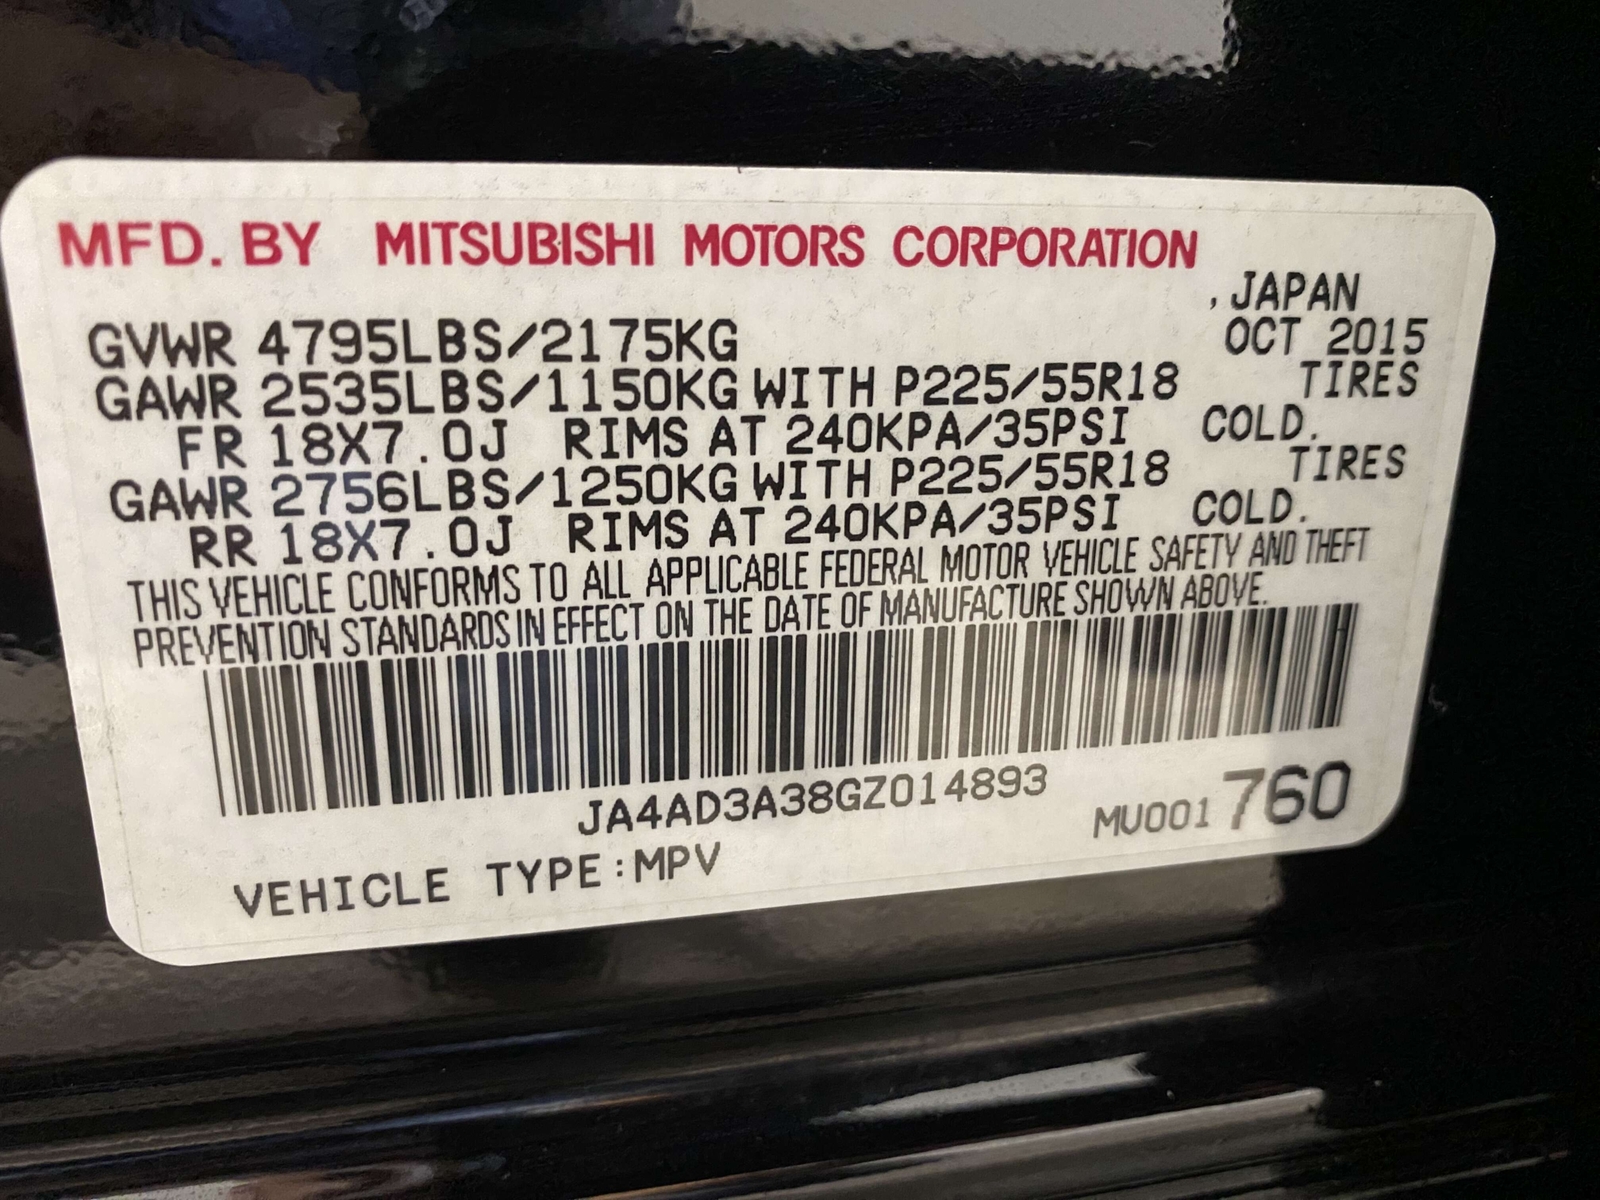 MFD. BY MITSUBISHI MOTORS CORPORATION
, JAPAN
GVWR 4795LBS/2175KG OCT 2015
GAWR 2535LBS/1150KG WITH P225/55R18 TIRES
FR 18X7.0J RIMS AT 240KPA/35PSI COLD.
GAWR 2756LBS/1250KG WITH P225/55R18 TIRES
RR 18X7.0J RIMS AT 240KPA/35PSI COLD.
THIS VEHICLE CONFORMS TO ALL APPLICABLE FEDERAL MOTOR VEHICLE SAFETY AND THEFT
PREVENTION STANDARDS IN EFFECT ON THE DATE OF MANUFACTURE SHOWN ABOVE.
H
JA4AD3A38GZ014893
MU001760
VEHICLE TYPE:MPV